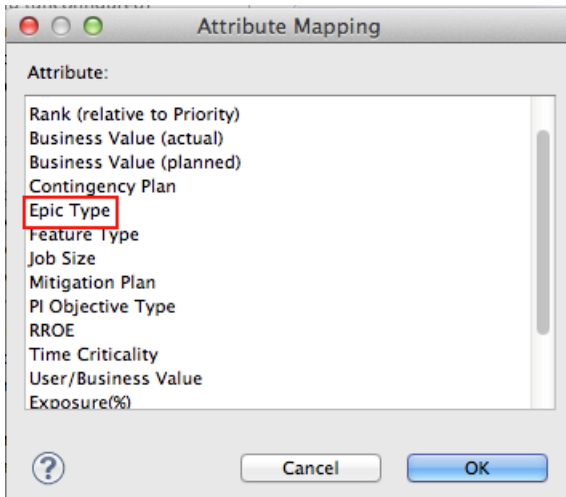 Attribute Mapping
Attribute:
Rank (relative to Priority)
Business Value (actual)
Business Value (planned)
Contingency Plan
Epic Type
Feature Type
Job Size
Mitigation Plan
PI Objective Type
RROE
Time Criticality
User/Business Value
Exposure(%)
?
Cancel
OK